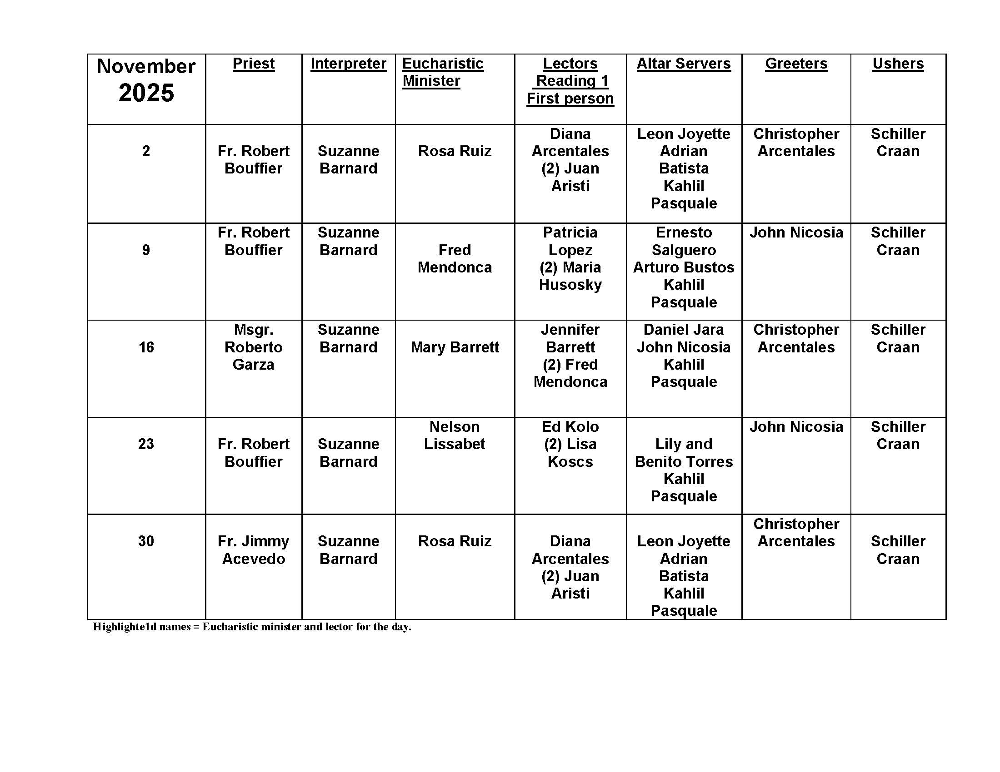 November
2025
Priest
Interpreter
Eucharistic
Minister
Lectors
Reading 1
First person
Altar Servers
Greeters
Ushers
2
Fr. Robert
Bouffier
Suzanne
Barnard
Rosa Ruiz
Diana
Arcentales
(2) Juan
Aristi
Leon Joyette
Adrian
Batista
Kahlil
Pasquale
Christopher
Arcentales
Schiller
Craan
9
Fr. Robert
Bouffier
Suzanne
Barnard
Fred
Mendonca
Patricia
Lopez
(2) Maria
Husosky
Ernesto
Salguero
Arturo Bustos
Kahlil
Pasquale
John Nicosia
Schiller
Craan
16
Msgr.
Roberto
Garza
Suzanne
Barnard
Mary Barrett
Jennifer
Barrett
(2) Fred
Mendonca
Daniel Jara
John Nicosia
Kahlil
Pasquale
Christopher
Arcentales
Schiller
Craan
23
Fr. Robert
Bouffier
Suzanne
Barnard
Nelson
Lissabet
Ed Kolo
(2) Lisa
Koscs
Lily and
Benito Torres
Kahlil
Pasquale
John Nicosia
Schiller
Craan
30
Fr. Jimmy
Acevedo
Suzanne
Barnard
Rosa Ruiz
Diana
Arcentales
(2) Juan
Aristi
Leon Joyette
Adrian
Batista
Kahlil
Pasquale
Christopher
Arcentales
Schiller
Craan
Highlighte1d names = Eucharistic minister and lector for the day.